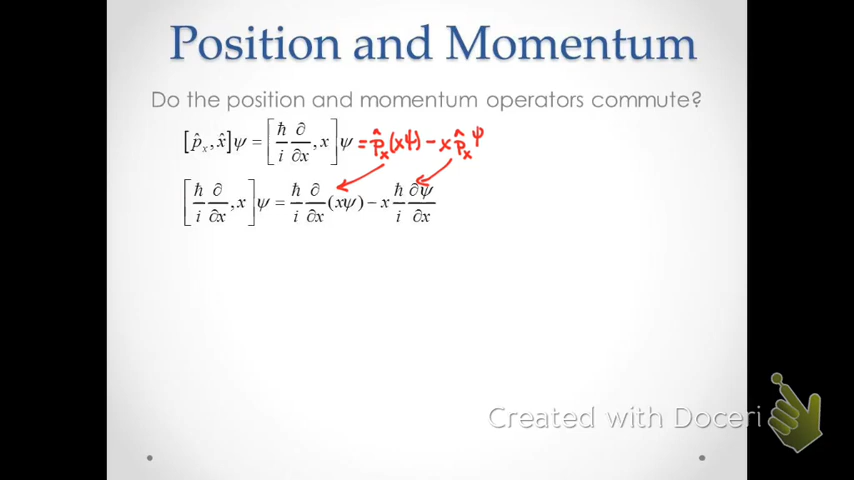 Position and Momentum
Do the position and momentum operators commute?
[p̂ₓ, x̂]ψ = [ħ/i ∂/∂x, x]ψ = p̂ₓ(xψ) − x p̂ₓ ψ
[ħ/i ∂/∂x, x]ψ = ħ/i ∂/∂x (xψ) − x ħ/i ∂ψ/∂x
Created with Doceri